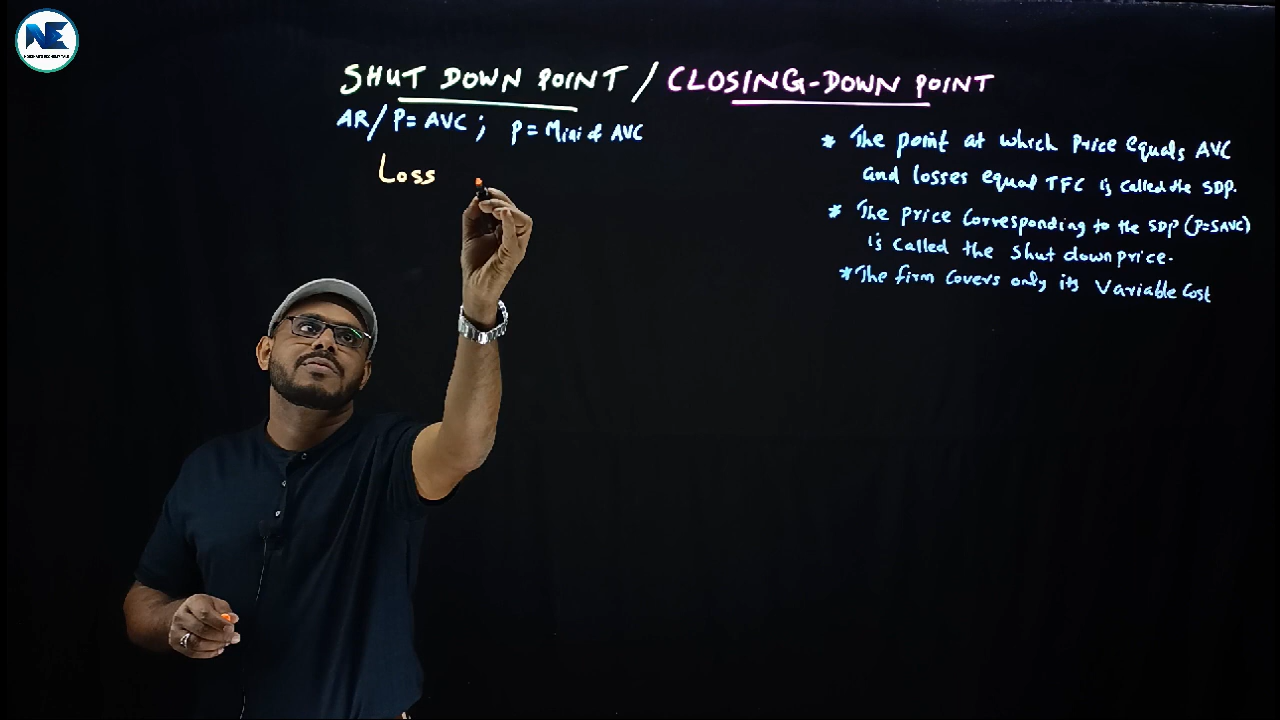 NE
SHUT DOWN POINT / CLOSING-DOWN POINT
AR/P = AVC ; P = Mini of AVC
Loss
* The point at which Price equals AVC
and losses equal TFC is called the SDP.
* The price corresponding to the SDP (P=SAVC)
is called the shut down price.
* The firm covers only its Variable Cost